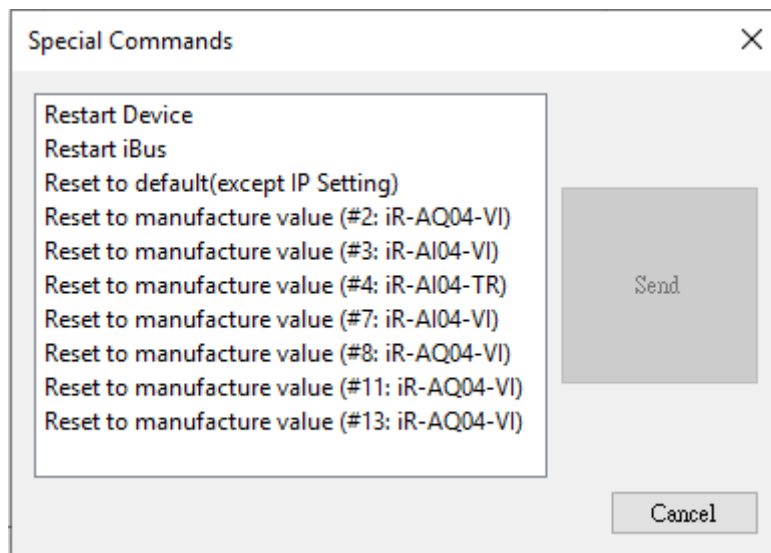 Special Commands
Restart Device
Restart iBus
Reset to default(except IP Setting)
Reset to manufacture value (#2: iR-AQ04-VI)
Reset to manufacture value (#3: iR-AI04-VI)
Reset to manufacture value (#4: iR-AI04-TR)
Reset to manufacture value (#7: iR-AI04-VI)
Reset to manufacture value (#8: iR-AQ04-VI)
Reset to manufacture value (#11: iR-AQ04-VI)
Reset to manufacture value (#13: iR-AQ04-VI)
Send
Cancel